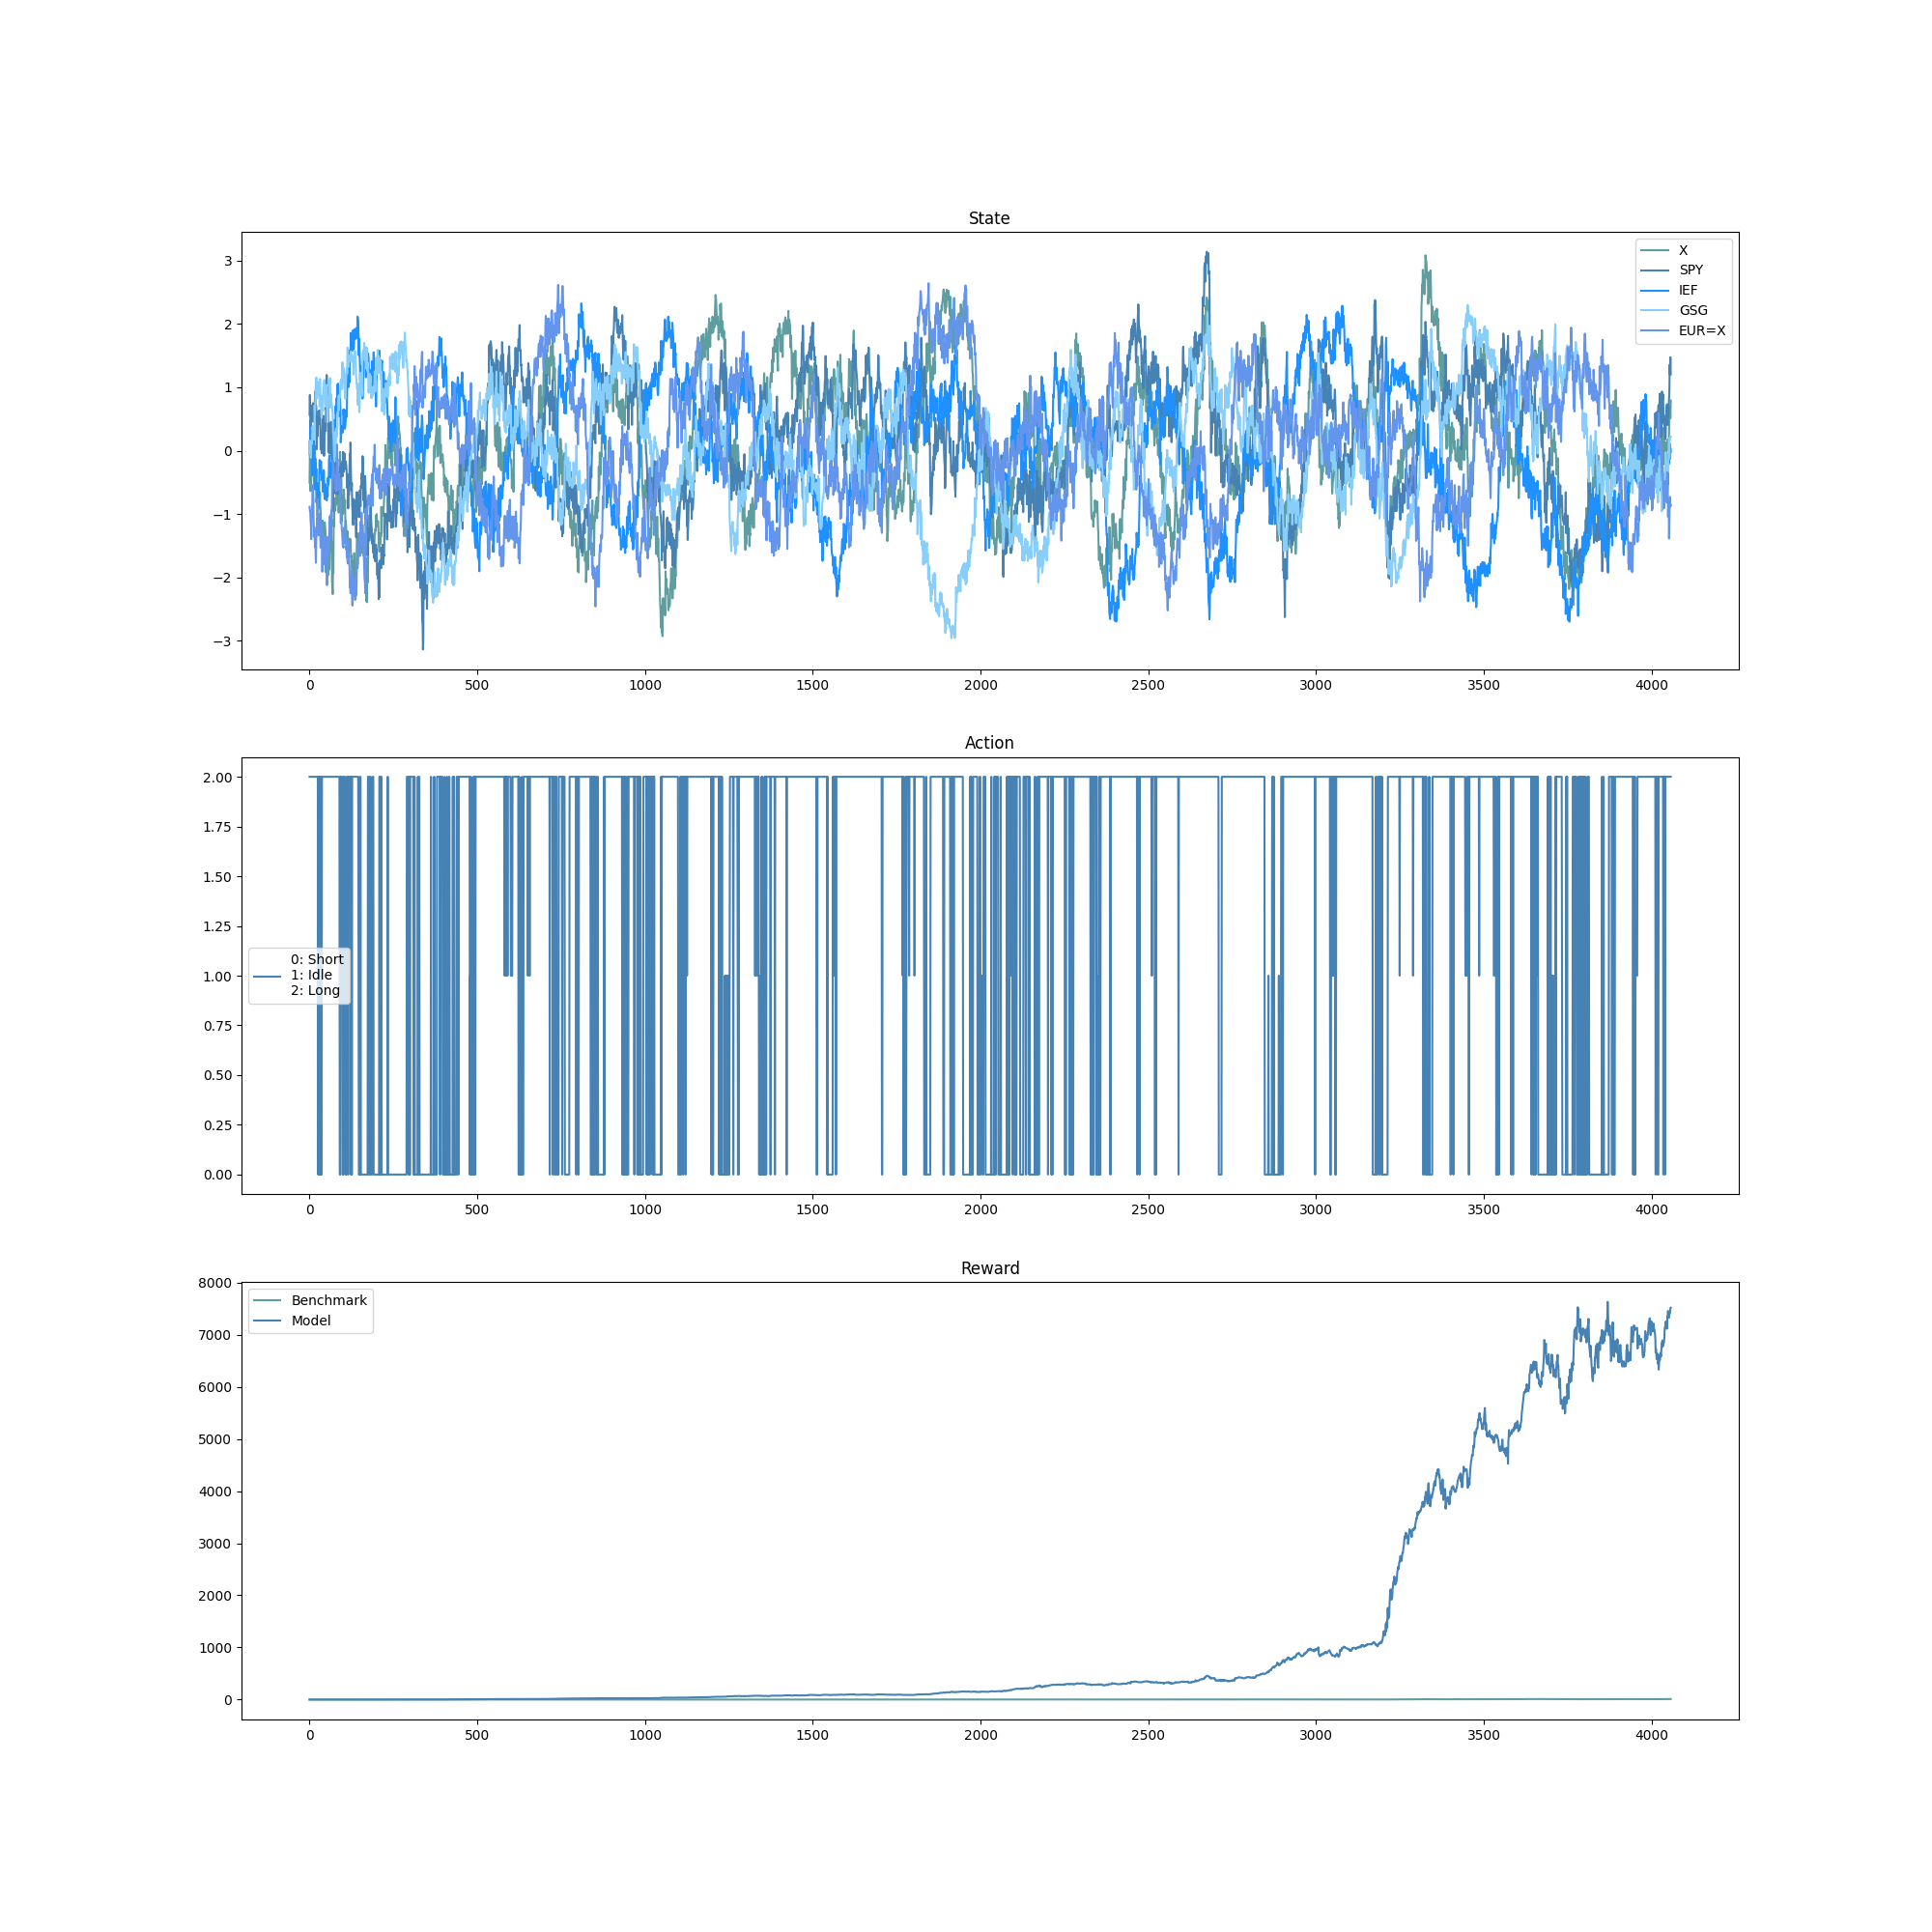 State
3
2
1
0
−1
−2
−3
X
SPY
IEF
GSG
EUR=X
0 500 1000 1500 2000 2500 3000 3500 4000
Action
2.00
1.75
1.50
1.25
1.00
0.75
0.50
0.25
0.00
0: Short
1: Idle
2: Long
0 500 1000 1500 2000 2500 3000 3500 4000
Reward
8000
7000
6000
5000
4000
3000
2000
1000
0
Benchmark
Model
0 500 1000 1500 2000 2500 3000 3500 4000